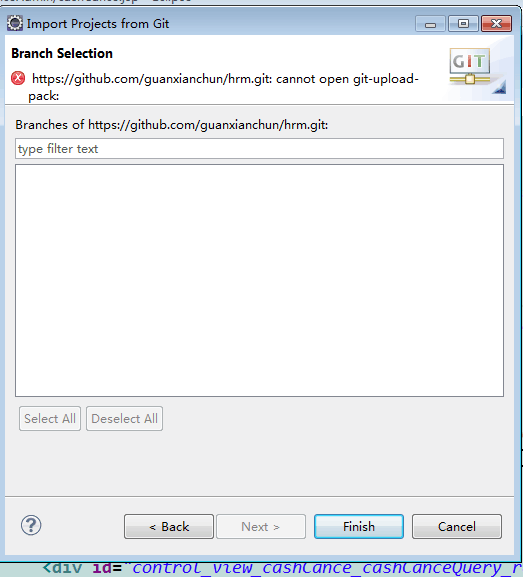 Import Projects from Git
Branch Selection
GIT
https://github.com/guanxianchun/hrm.git: cannot open git-upload-
pack:
Branches of https://github.com/guanxianchun/hrm.git:
type filter text
Select All
Deselect All
?
< Back
Next >
Finish
Cancel
<div id="control_view_cashCance_cashCanceQuery_r